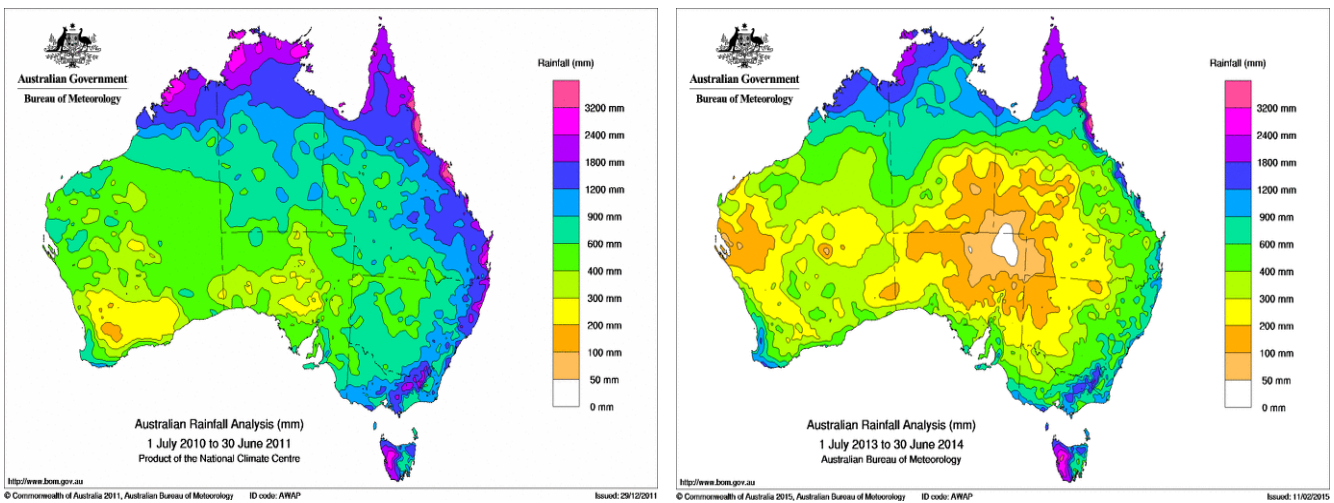 Australian Government
Bureau of Meteorology
Rainfall (mm)
3200 mm
2400 mm
1800 mm
1200 mm
900 mm
600 mm
400 mm
300 mm
200 mm
100 mm
50 mm
0 mm
Australian Rainfall Analysis (mm)
1 July 2010 to 30 June 2011
Product of the National Climate Centre
http://www.bom.gov.au
© Commonwealth of Australia 2011, Australian Bureau of Meteorology ID code: AWAP Issued: 29/12/2011
Australian Government
Bureau of Meteorology
Rainfall (mm)
3200 mm
2400 mm
1800 mm
1200 mm
900 mm
600 mm
400 mm
300 mm
200 mm
100 mm
50 mm
0 mm
Australian Rainfall Analysis (mm)
1 July 2013 to 30 June 2014
Australian Bureau of Meteorology
http://www.bom.gov.au
© Commonwealth of Australia 2015, Australian Bureau of Meteorology ID code: AWAP Issued: 11/02/2015